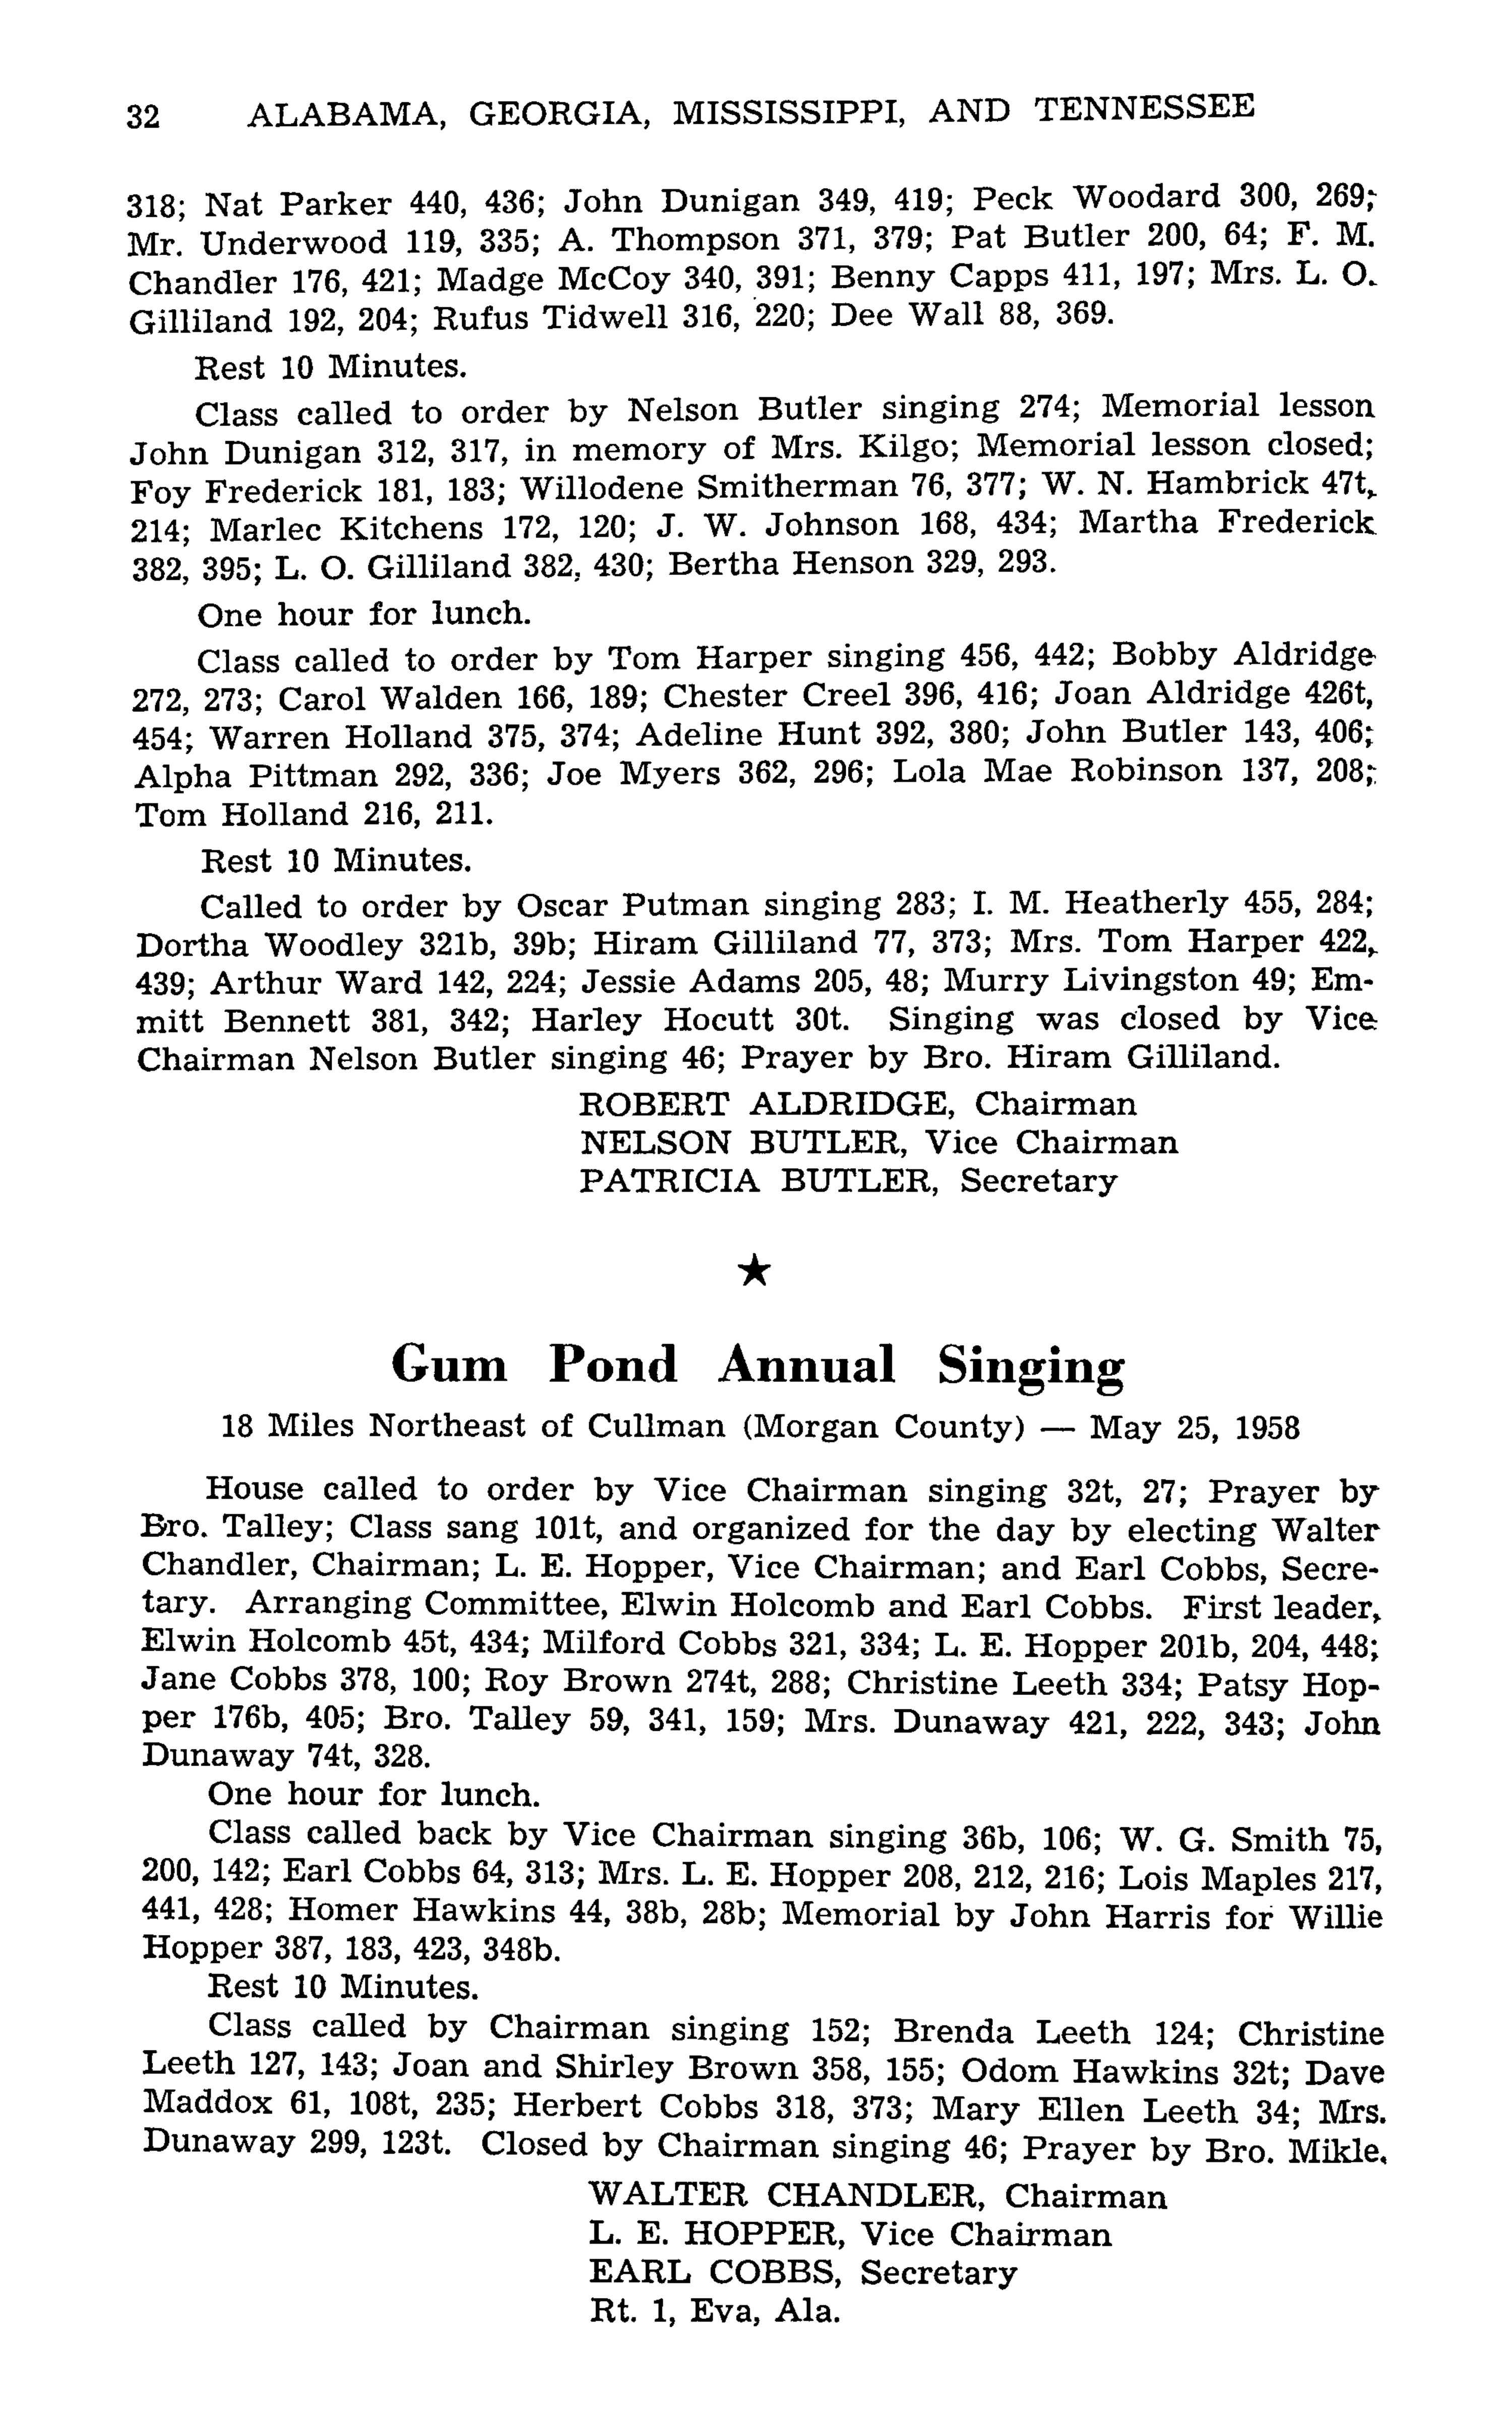 32 ALABAMA, GEORGIA, MISSISSIPPI, AND TENNESSEE
318; Nat Parker 440, 436; John Dunigan 349, 419; Peck Woodard 300, 269;
Mr. Underwood 119, 335; A. Thompson 371, 379; Pat Butler 200, 64; F. M.
Chandler 176, 421; Madge McCoy 340, 391; Benny Capps 411, 197; Mrs. L. O.
Gilliland 192, 204; Rufus Tidwell 316, 220; Dee Wall 88, 369.
Rest 10 Minutes.
Class called to order by Nelson Butler singing 274; Memorial lesson
John Dunigan 312, 317, in memory of Mrs. Kilgo; Memorial lesson closed;
Foy Frederick 181, 183; Willodene Smitherman 76, 377; W. N. Hambrick 47t,
214; Marlec Kitchens 172, 120; J. W. Johnson 168, 434; Martha Frederick
382, 395; L. O. Gilliland 382, 430; Bertha Henson 329, 293.
One hour for lunch.
Class called to order by Tom Harper singing 456, 442; Bobby Aldridge
272, 273; Carol Walden 166, 189; Chester Creel 396, 416; Joan Aldridge 426t,
454; Warren Holland 375, 374; Adeline Hunt 392, 380; John Butler 143, 406;
Alpha Pittman 292, 336; Joe Myers 362, 296; Lola Mae Robinson 137, 208;
Tom Holland 216, 211.
Rest 10 Minutes.
Called to order by Oscar Putman singing 283; I. M. Heatherly 455, 284;
Dortha Woodley 321b, 39b; Hiram Gilliland 77, 373; Mrs. Tom Harper 422,
439; Arthur Ward 142, 224; Jessie Adams 205, 48; Murry Livingston 49; Em-
mitt Bennett 381, 342; Harley Hocutt 30t. Singing was closed by Vice
Chairman Nelson Butler singing 46; Prayer by Bro. Hiram Gilliland.
ROBERT ALDRIDGE, Chairman
NELSON BUTLER, Vice Chairman
PATRICIA BUTLER, Secretary
★
Gum Pond Annual Singing
18 Miles Northeast of Cullman (Morgan County) — May 25, 1958
House called to order by Vice Chairman singing 32t, 27; Prayer by
Bro. Talley; Class sang 101t, and organized for the day by electing Walter
Chandler, Chairman; L. E. Hopper, Vice Chairman; and Earl Cobbs, Secre-
tary. Arranging Committee, Elwin Holcomb and Earl Cobbs. First leader,
Elwin Holcomb 45t, 434; Milford Cobbs 321, 334; L. E. Hopper 201b, 204, 448;
Jane Cobbs 378, 100; Roy Brown 274t, 288; Christine Leeth 334; Patsy Hop-
per 176b, 405; Bro. Talley 59, 341, 159; Mrs. Dunaway 421, 222, 343; John
Dunaway 74t, 328.
One hour for lunch.
Class called back by Vice Chairman singing 36b, 106; W. G. Smith 75,
200, 142; Earl Cobbs 64, 313; Mrs. L. E. Hopper 208, 212, 216; Lois Maples 217,
441, 428; Homer Hawkins 44, 38b, 28b; Memorial by John Harris for Willie
Hopper 387, 183, 423, 348b.
Rest 10 Minutes.
Class called by Chairman singing 152; Brenda Leeth 124; Christine
Leeth 127, 143; Joan and Shirley Brown 358, 155; Odom Hawkins 32t; Dave
Maddox 61, 108t, 235; Herbert Cobbs 318, 373; Mary Ellen Leeth 34; Mrs.
Dunaway 299, 123t. Closed by Chairman singing 46; Prayer by Bro. Mikle.
WALTER CHANDLER, Chairman
L. E. HOPPER, Vice Chairman
EARL COBBS, Secretary
Rt. 1, Eva, Ala.